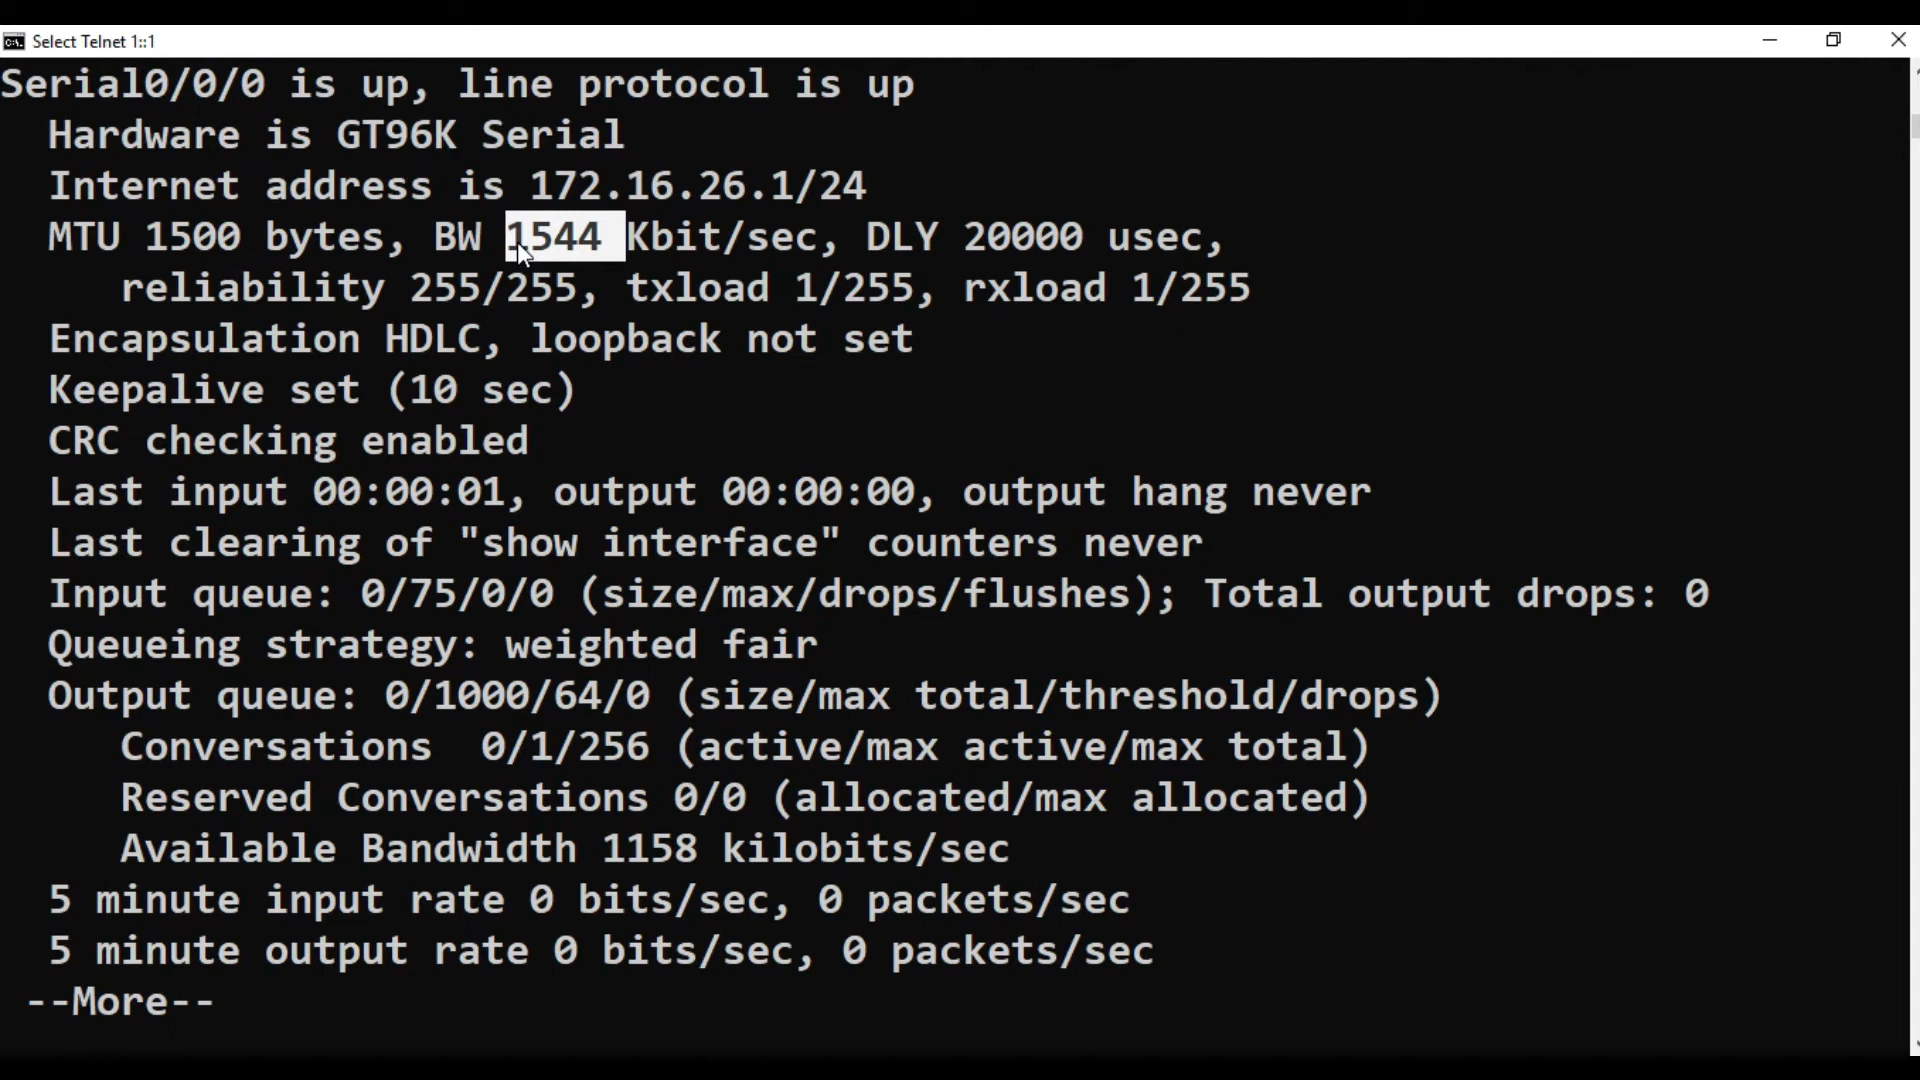 Select Telnet 1::1
Serial0/0/0 is up, line protocol is up
Hardware is GT96K Serial
Internet address is 172.16.26.1/24
MTU 1500 bytes, BW 1544 Kbit/sec, DLY 20000 usec,
reliability 255/255, txload 1/255, rxload 1/255
Encapsulation HDLC, loopback not set
Keepalive set (10 sec)
CRC checking enabled
Last input 00:00:01, output 00:00:00, output hang never
Last clearing of "show interface" counters never
Input queue: 0/75/0/0 (size/max/drops/flushes); Total output drops: 0
Queueing strategy: weighted fair
Output queue: 0/1000/64/0 (size/max total/threshold/drops)
Conversations  0/1/256 (active/max active/max total)
Reserved Conversations 0/0 (allocated/max allocated)
Available Bandwidth 1158 kilobits/sec
5 minute input rate 0 bits/sec, 0 packets/sec
5 minute output rate 0 bits/sec, 0 packets/sec
--More--